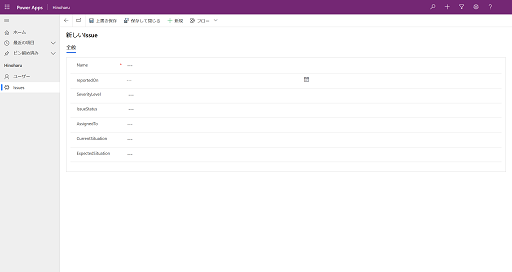 Power Apps Hinoharu
上書き保存 保存して閉じる 新規 フロー
ホーム
最近の項目
ピン留め済み
Hinoharu
ユーザー
Issues
新しいIssue
全般
Name * ---
reportedOn ---
SeverityLevel ---
IssueStatus ---
AssignedTo ---
CurrentSituation ---
ExpectedSituation ---